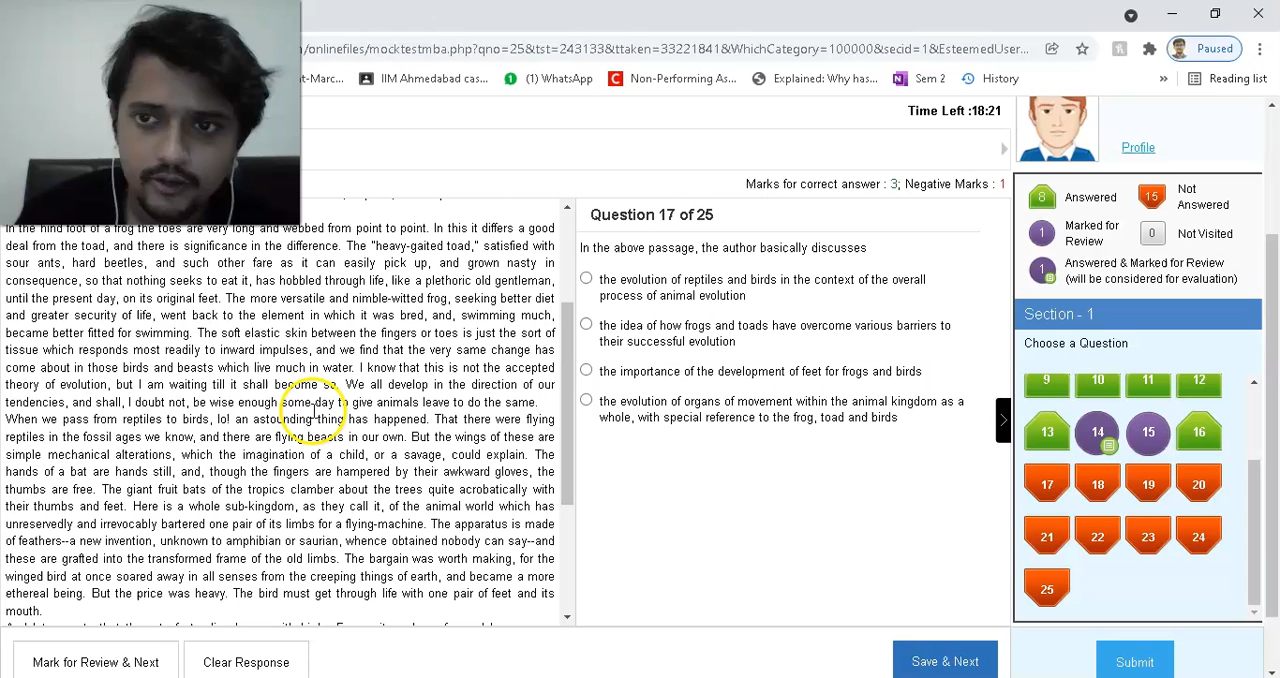 Paused
/onlinefiles/mocktestmba.php?qno=25&tst=243133&ttaken=33221841&WhichCategory=100000&secid=1&EsteemedUser...
nt-Marc... IIM Ahmedabad cas... (1) WhatsApp Non-Performing As... Explained: Why has... Sem 2 History » Reading list
Time Left :18:21
Profile
Marks for correct answer : 3; Negative Marks : 1
8 Answered 15 Not Answered
1 Marked for Review 0 Not Visited
1 Answered & Marked for Review (will be considered for evaluation)
Section - 1
Choose a Question
9 10 11 12
13 14 15 16
17 18 19 20
21 22 23 24
25
Submit
In the hind foot of a frog the toes are very long and webbed from point to point. In this it differs a good
deal from the toad, and there is significance in the difference. The "heavy-gaited toad," satisfied with
sour ants, hard beetles, and such other fare as it can easily pick up, and grown nasty in
consequence, so that nothing seeks to eat it, has hobbled through life, like a plethoric old gentleman,
until the present day, on its original feet. The more versatile and nimble-witted frog, seeking better diet
and greater security of life, went back to the element in which it was bred, and, swimming much,
became better fitted for swimming. The soft elastic skin between the fingers or toes is just the sort of
tissue which responds most readily to inward impulses, and we find that the very same change has
come about in those birds and beasts which live much in water. I know that this is not the accepted
theory of evolution, but I am waiting till it shall become so. We all develop in the direction of our
tendencies, and shall, I doubt not, be wise enough some day to give animals leave to do the same.
When we pass from reptiles to birds, lo! an astounding thing has happened. That there were flying
reptiles in the fossil ages we know, and there are flying beasts in our own. But the wings of these are
simple mechanical alterations, which the imagination of a child, or a savage, could explain. The
hands of a bat are hands still, and, though the fingers are hampered by their awkward gloves, the
thumbs are free. The giant fruit bats of the tropics clamber about the trees quite acrobatically with
their thumbs and feet. Here is a whole sub-kingdom, as they call it, of the animal world which has
unreservedly and irrevocably bartered one pair of its limbs for a flying-machine. The apparatus is made
of feathers--a new invention, unknown to amphibian or saurian, whence obtained nobody can say--and
these are grafted into the transformed frame of the old limbs. The bargain was worth making, for the
winged bird at once soared away in all senses from the creeping things of earth, and became a more
ethereal being. But the price was heavy. The bird must get through life with one pair of feet and its
mouth.
Question 17 of 25
In the above passage, the author basically discusses
the evolution of reptiles and birds in the context of the overall
process of animal evolution
the idea of how frogs and toads have overcome various barriers to
their successful evolution
the importance of the development of feet for frogs and birds
the evolution of organs of movement within the animal kingdom as a
whole, with special reference to the frog, toad and birds
Mark for Review & Next Clear Response Save & Next